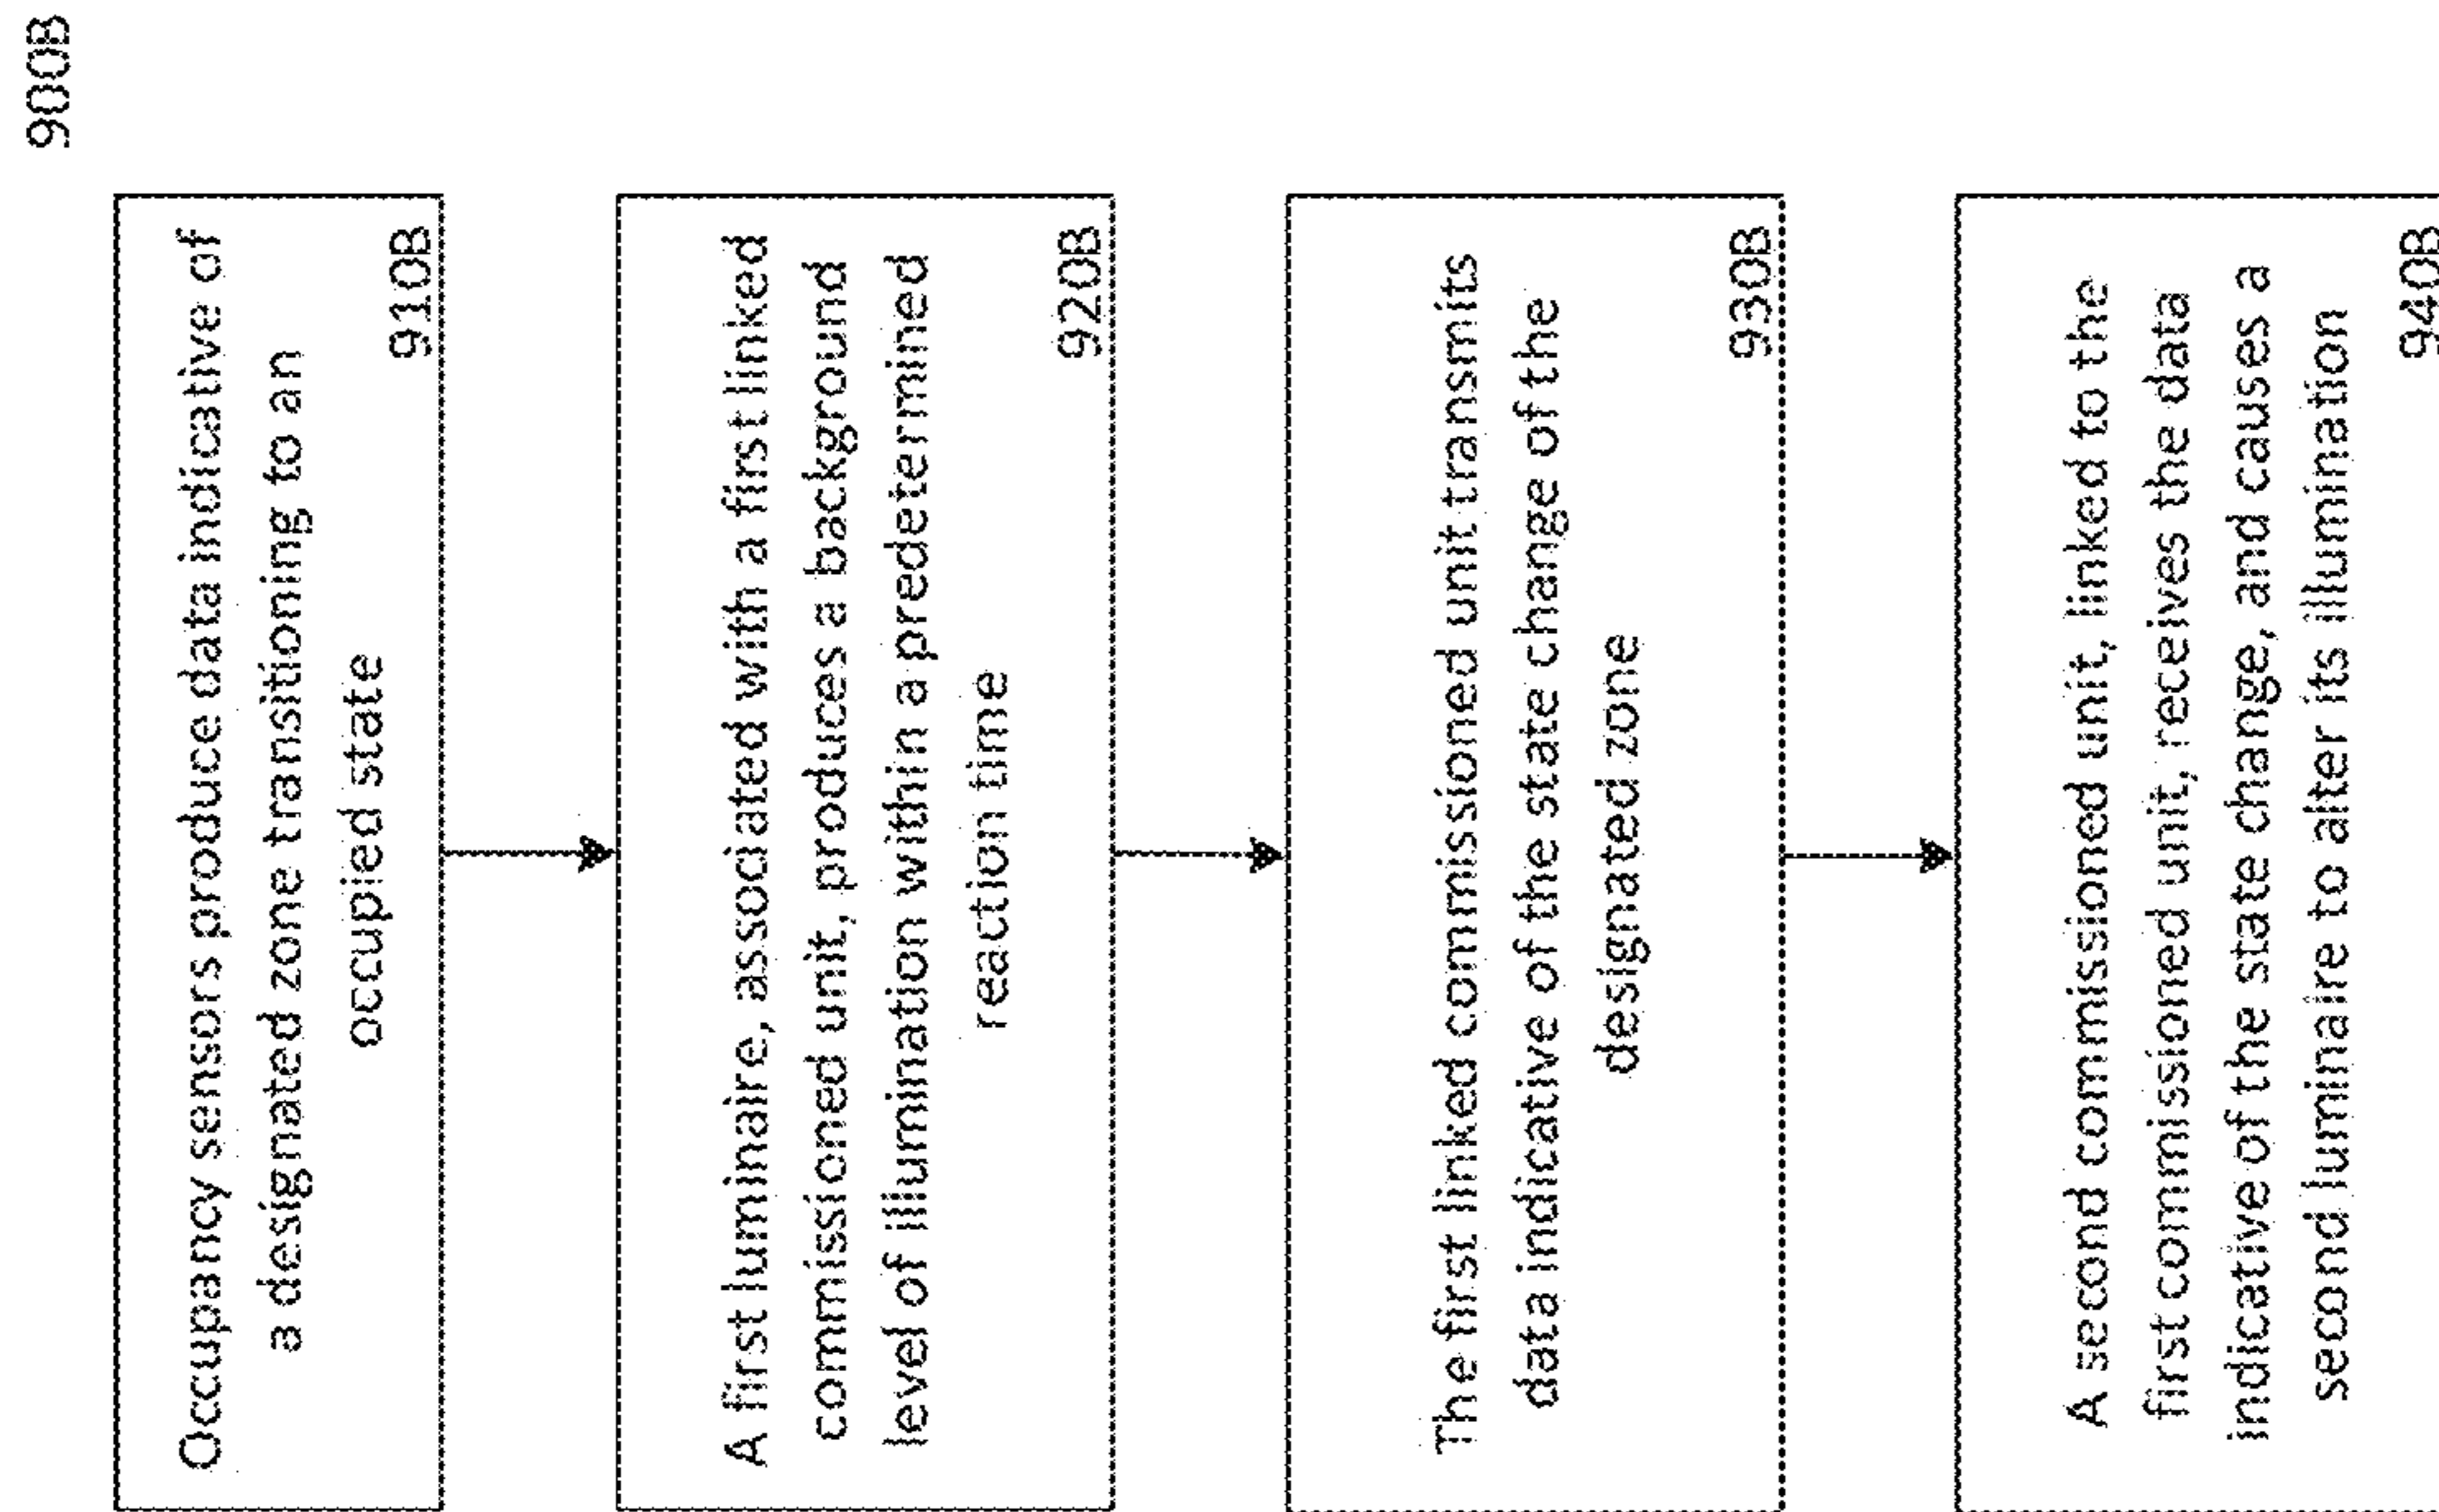 900B
Occupancy sensors produce data indicative of
a designated zone transitioning to an
occupied state
910B
A first luminaire, associated with a first linked
commissioned unit, produces a background
level of illumination within a predetermined
reaction time
920B
The first linked commissioned unit transmits
data indicative of the state change of the
designated zone
930B
A second commissioned unit, linked to the
first commissioned unit, receives the data
indicative of the state change, and causes a
second luminaire to alter its illumination
940B